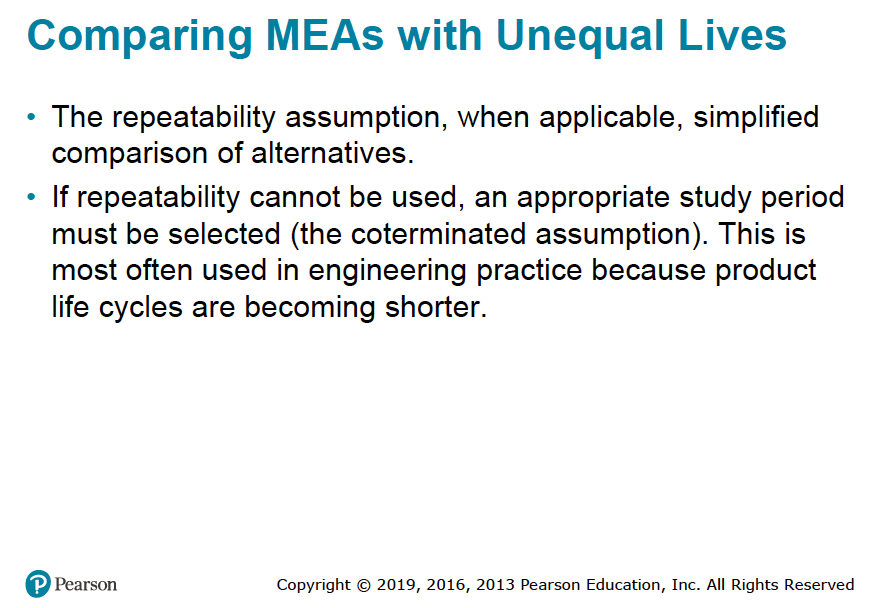 Comparing MEAs with Unequal Lives
• The repeatability assumption, when applicable, simplified
comparison of alternatives.
• If repeatability cannot be used, an appropriate study period
must be selected (the coterminated assumption). This is
most often used in engineering practice because product
life cycles are becoming shorter.
Pearson
Copyright © 2019, 2016, 2013 Pearson Education, Inc. All Rights Reserved